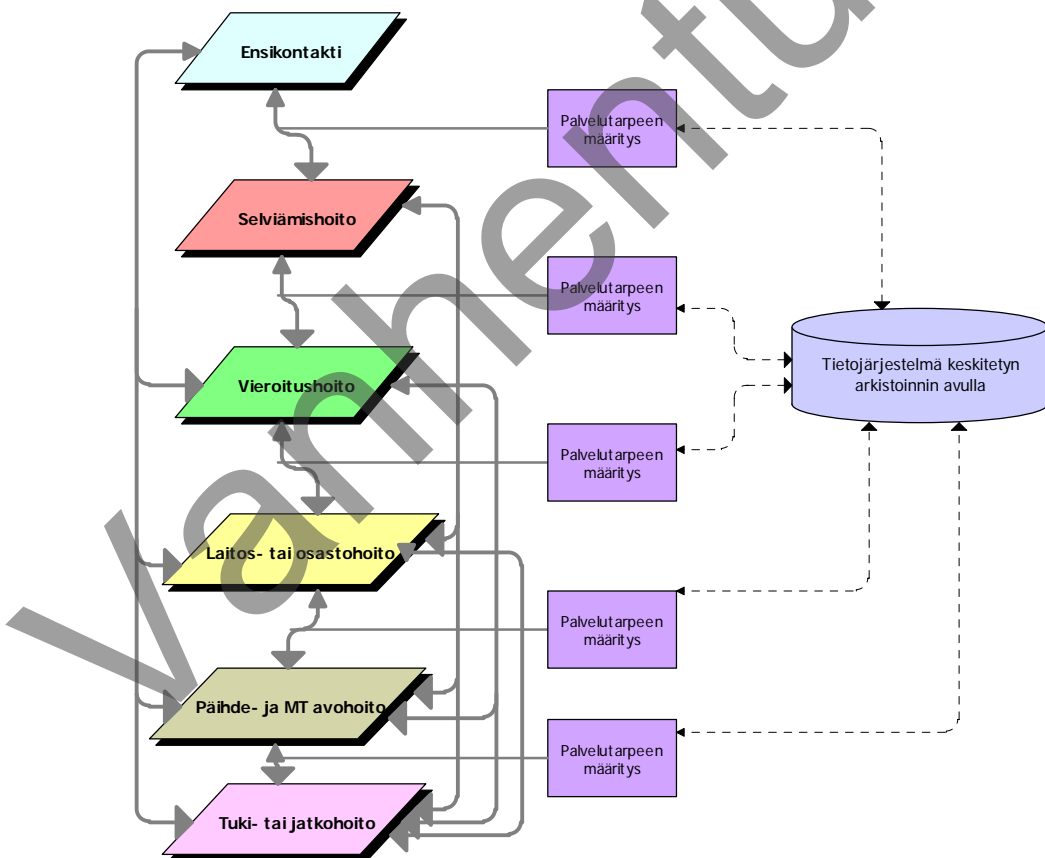 Ensikontakti
Palvelutarpeen
määritys
Selviämishoito
Palvelutarpeen
määritys
Vieroitushoito
Tietojärjestelmä keskitetyn
arkistoinnin avulla
Palvelutarpeen
määritys
Laitos- tai osastohoito
Palvelutarpeen
määritys
Päihde- ja MT avohoito
Palvelutarpeen
määritys
Tuki- tai jatkohoito
Vanhentu